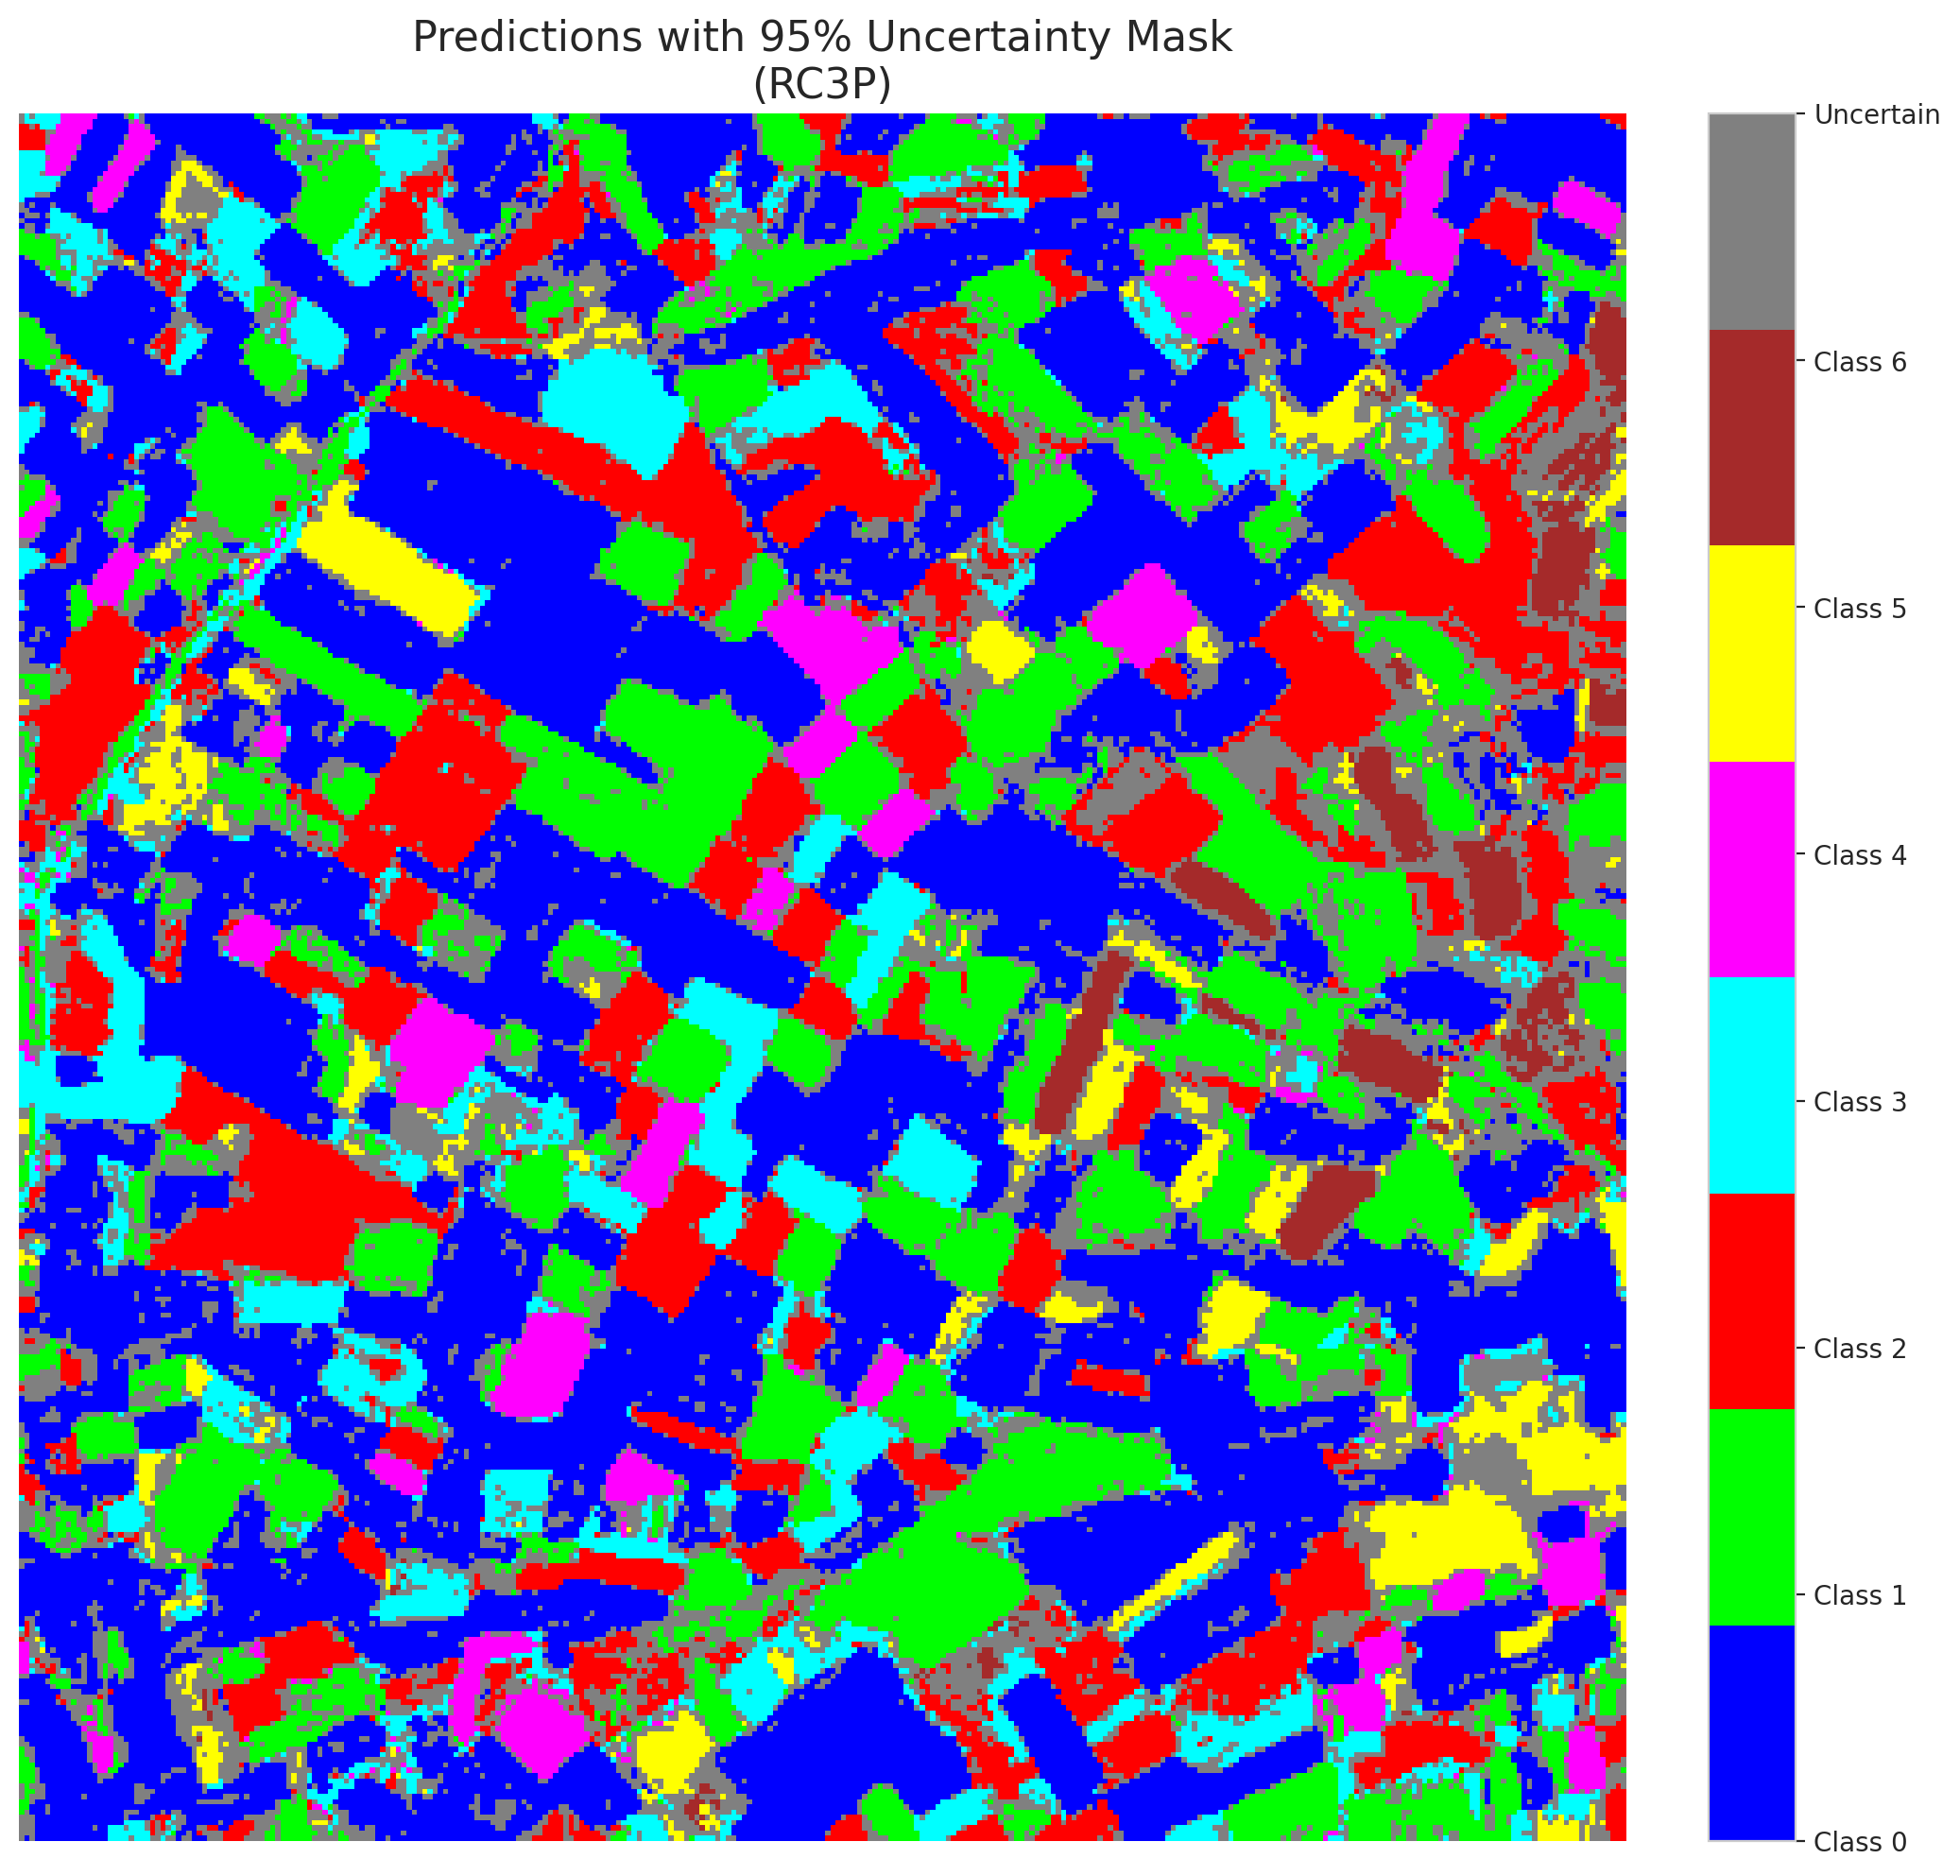 Predictions with 95% Uncertainty Mask
(RC3P)
Uncertain
Class 6
Class 5
Class 4
Class 3
Class 2
Class 1
Class 0